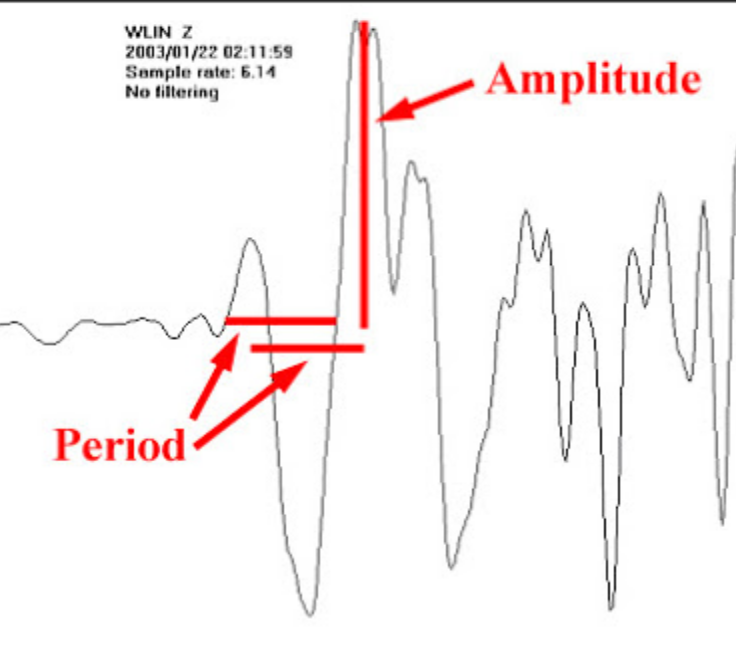 WLIN Z
2003/01/22 02:11:59
Sample rate: 6.14
No filtering
Amplitude
Period